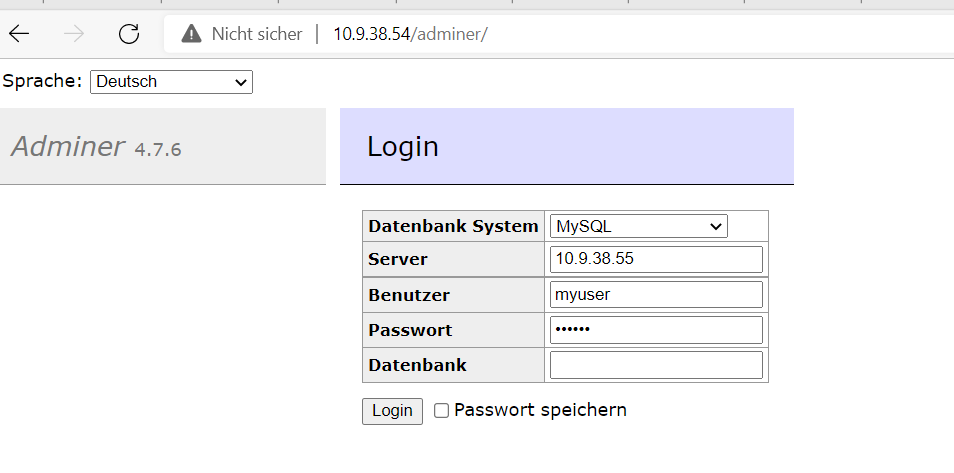 Nicht sicher | 10.9.38.54/adminer/
Sprache: Deutsch
Adminer 4.7.6
Login
Datenbank System MySQL
Server 10.9.38.55
Benutzer myuser
Passwort ••••••
Datenbank
Login Passwort speichern